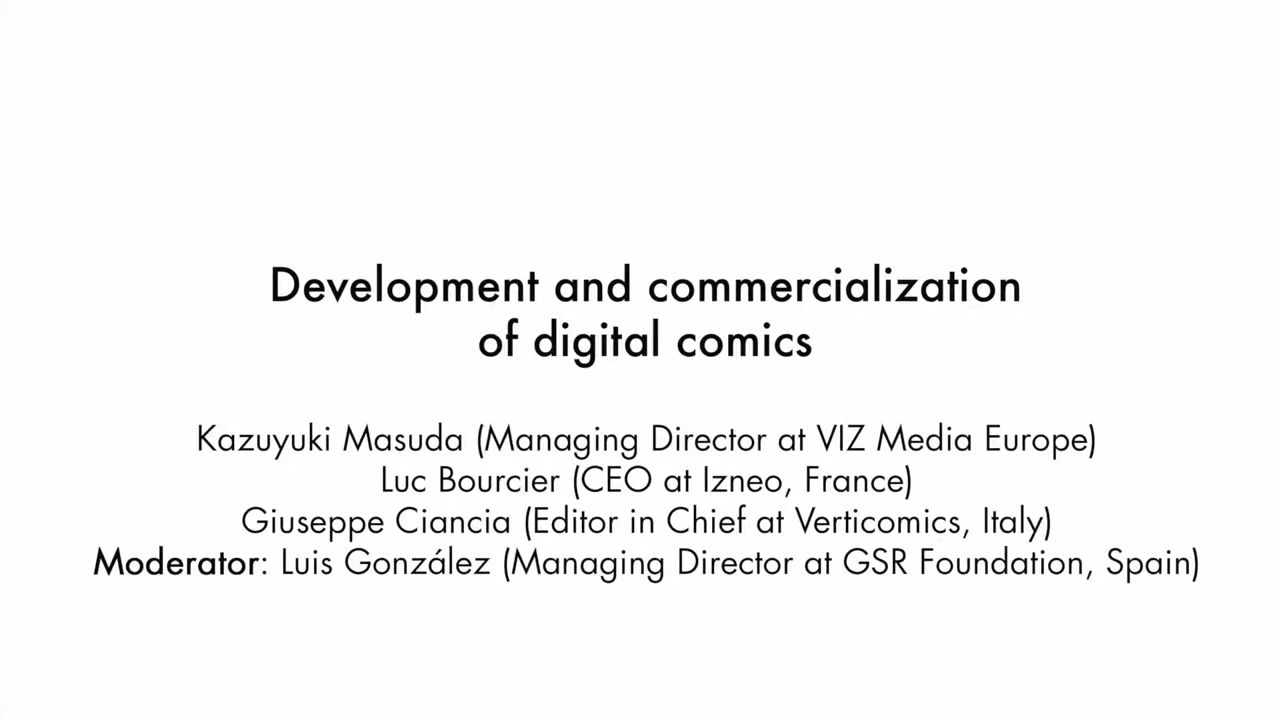 Development and commercialization
of digital comics
Kazuyuki Masuda (Managing Director at VIZ Media Europe)
Luc Bourcier (CEO at Izneo, France)
Giuseppe Ciancia (Editor in Chief at Verticomics, Italy)
Moderator: Luis González (Managing Director at GSR Foundation, Spain)